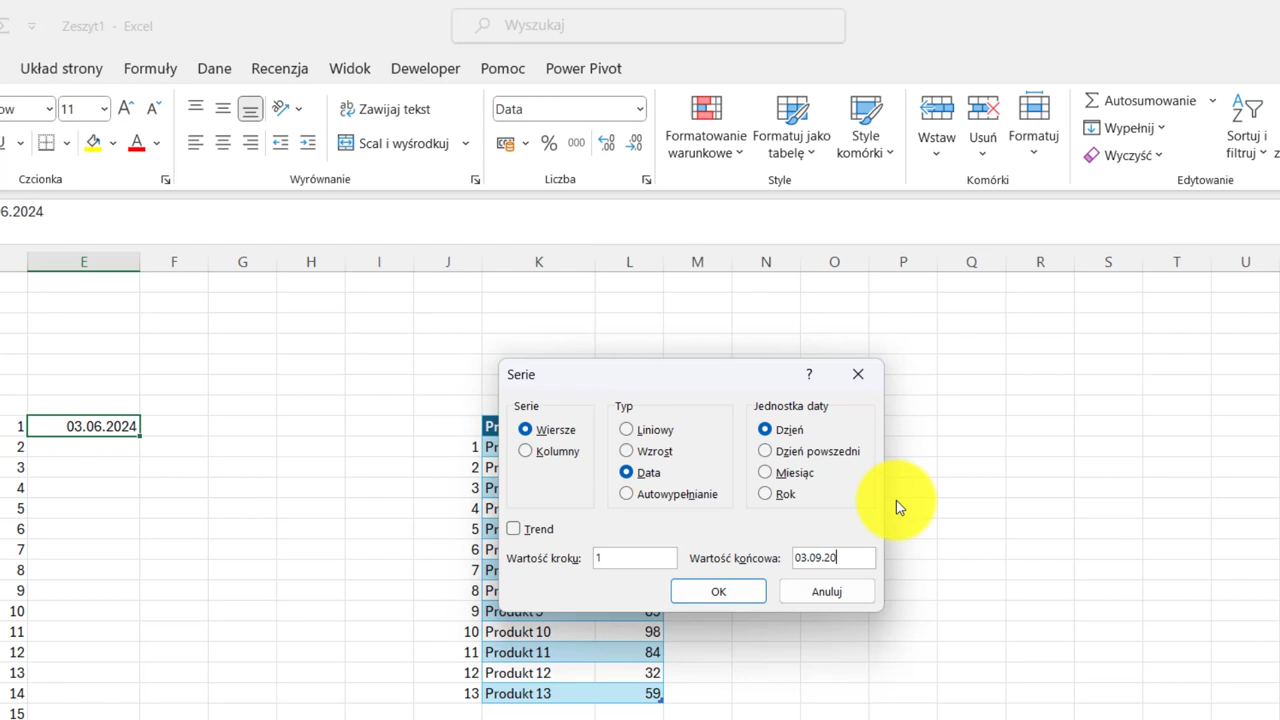 Zeszyt1 - Excel
Wyszukaj
Układ strony Formuły Dane Recenzja Widok Deweloper Pomoc Power Pivot
11
Zawijaj tekst
Data
Scal i wyśrodkuj
% 000
Formatowanie warunkowe
Formatuj jako tabelę
Style komórki
Wstaw
Usuń
Formatuj
Autosumowanie
Wypełnij
Wyczyść
Sortuj i filtruj
Czcionka Wyrównanie Liczba Style Komórki Edytowanie
6.2024
E F G H I J K L M N O P Q R S T U
Serie
Serie Typ Jednostka daty
1 03.06.2024 Pr
Wiersze Liniowy Dzień
2 1 Pr
Kolumny Wzrost Dzień powszedni
3 2 Pr
Data Miesiąc
4 3 Pr
Autowypełnianie Rok
5 4 Pr
6 5 Pr
Trend
7 6 Pr
Wartość kroku: 1 Wartość końcowa: 03.09.20
8 7 Pr
9 8 Pr
OK Anuluj
10 9
11 10 Produkt 10 98
12 11 Produkt 11 84
13 12 Produkt 12 32
14 13 Produkt 13 59
15